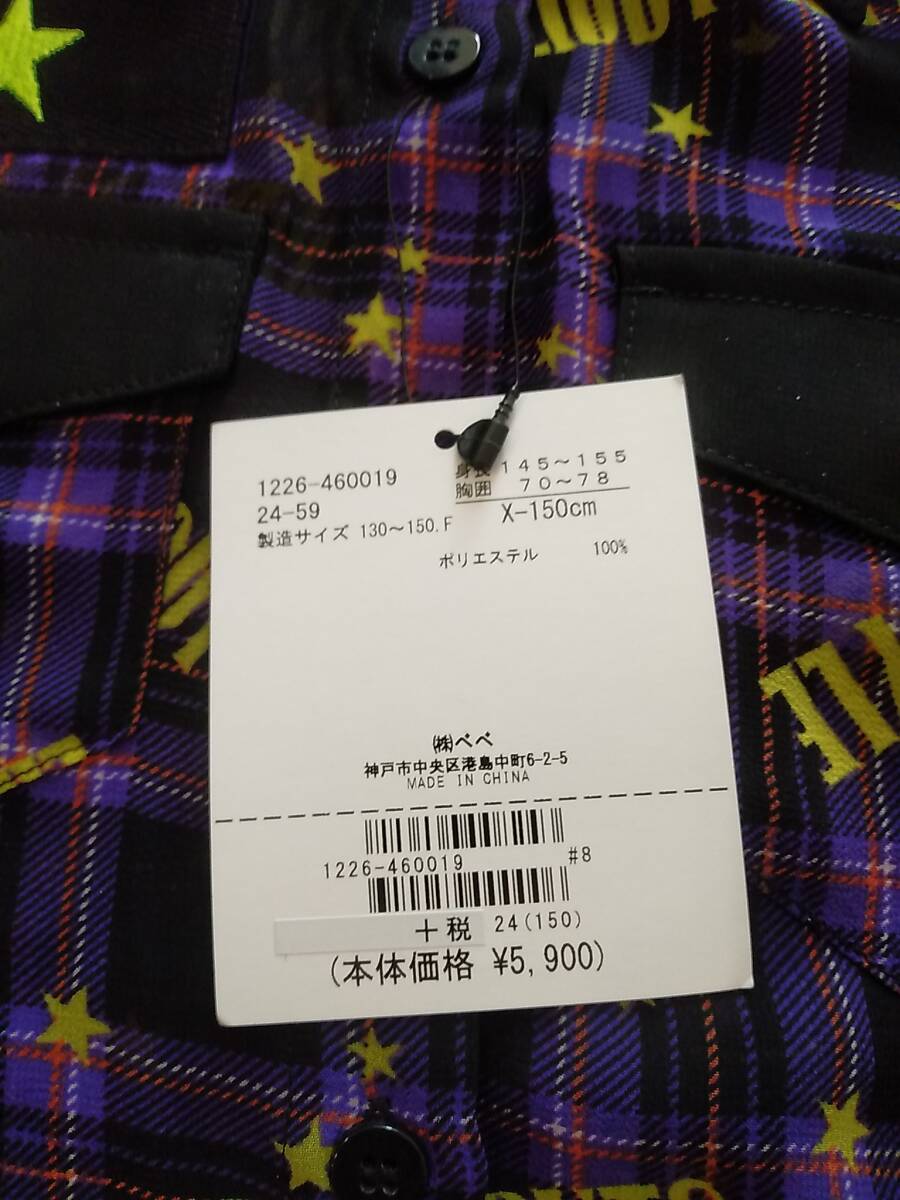 1226-460019
24-59
製造サイズ 130〜150.F
身長 145〜155
胸囲 70〜78
X-150cm
ポリエステル 100%
㈱べべ
神戸市中央区港島中町6-2-5
MADE IN CHINA
1226-460019 #8
+税 24(150)
(本体価格 ¥5,900)